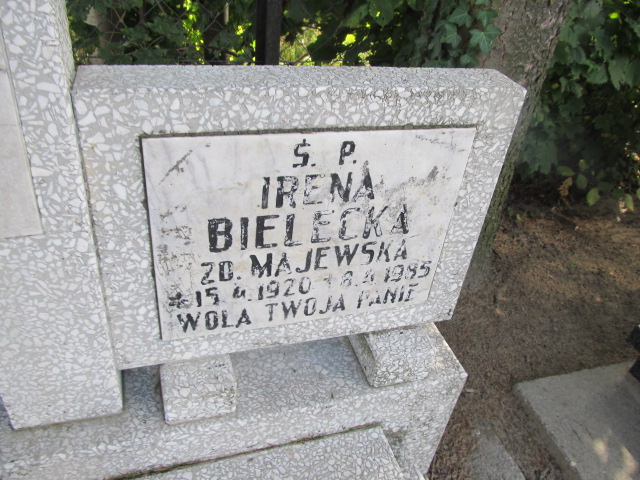 Ś. P.
IRENA
BIELECKA
ZD. MAJEWSKA
* 15.4.1920 + 8.4.1985
WOLA TWOJA PANIE